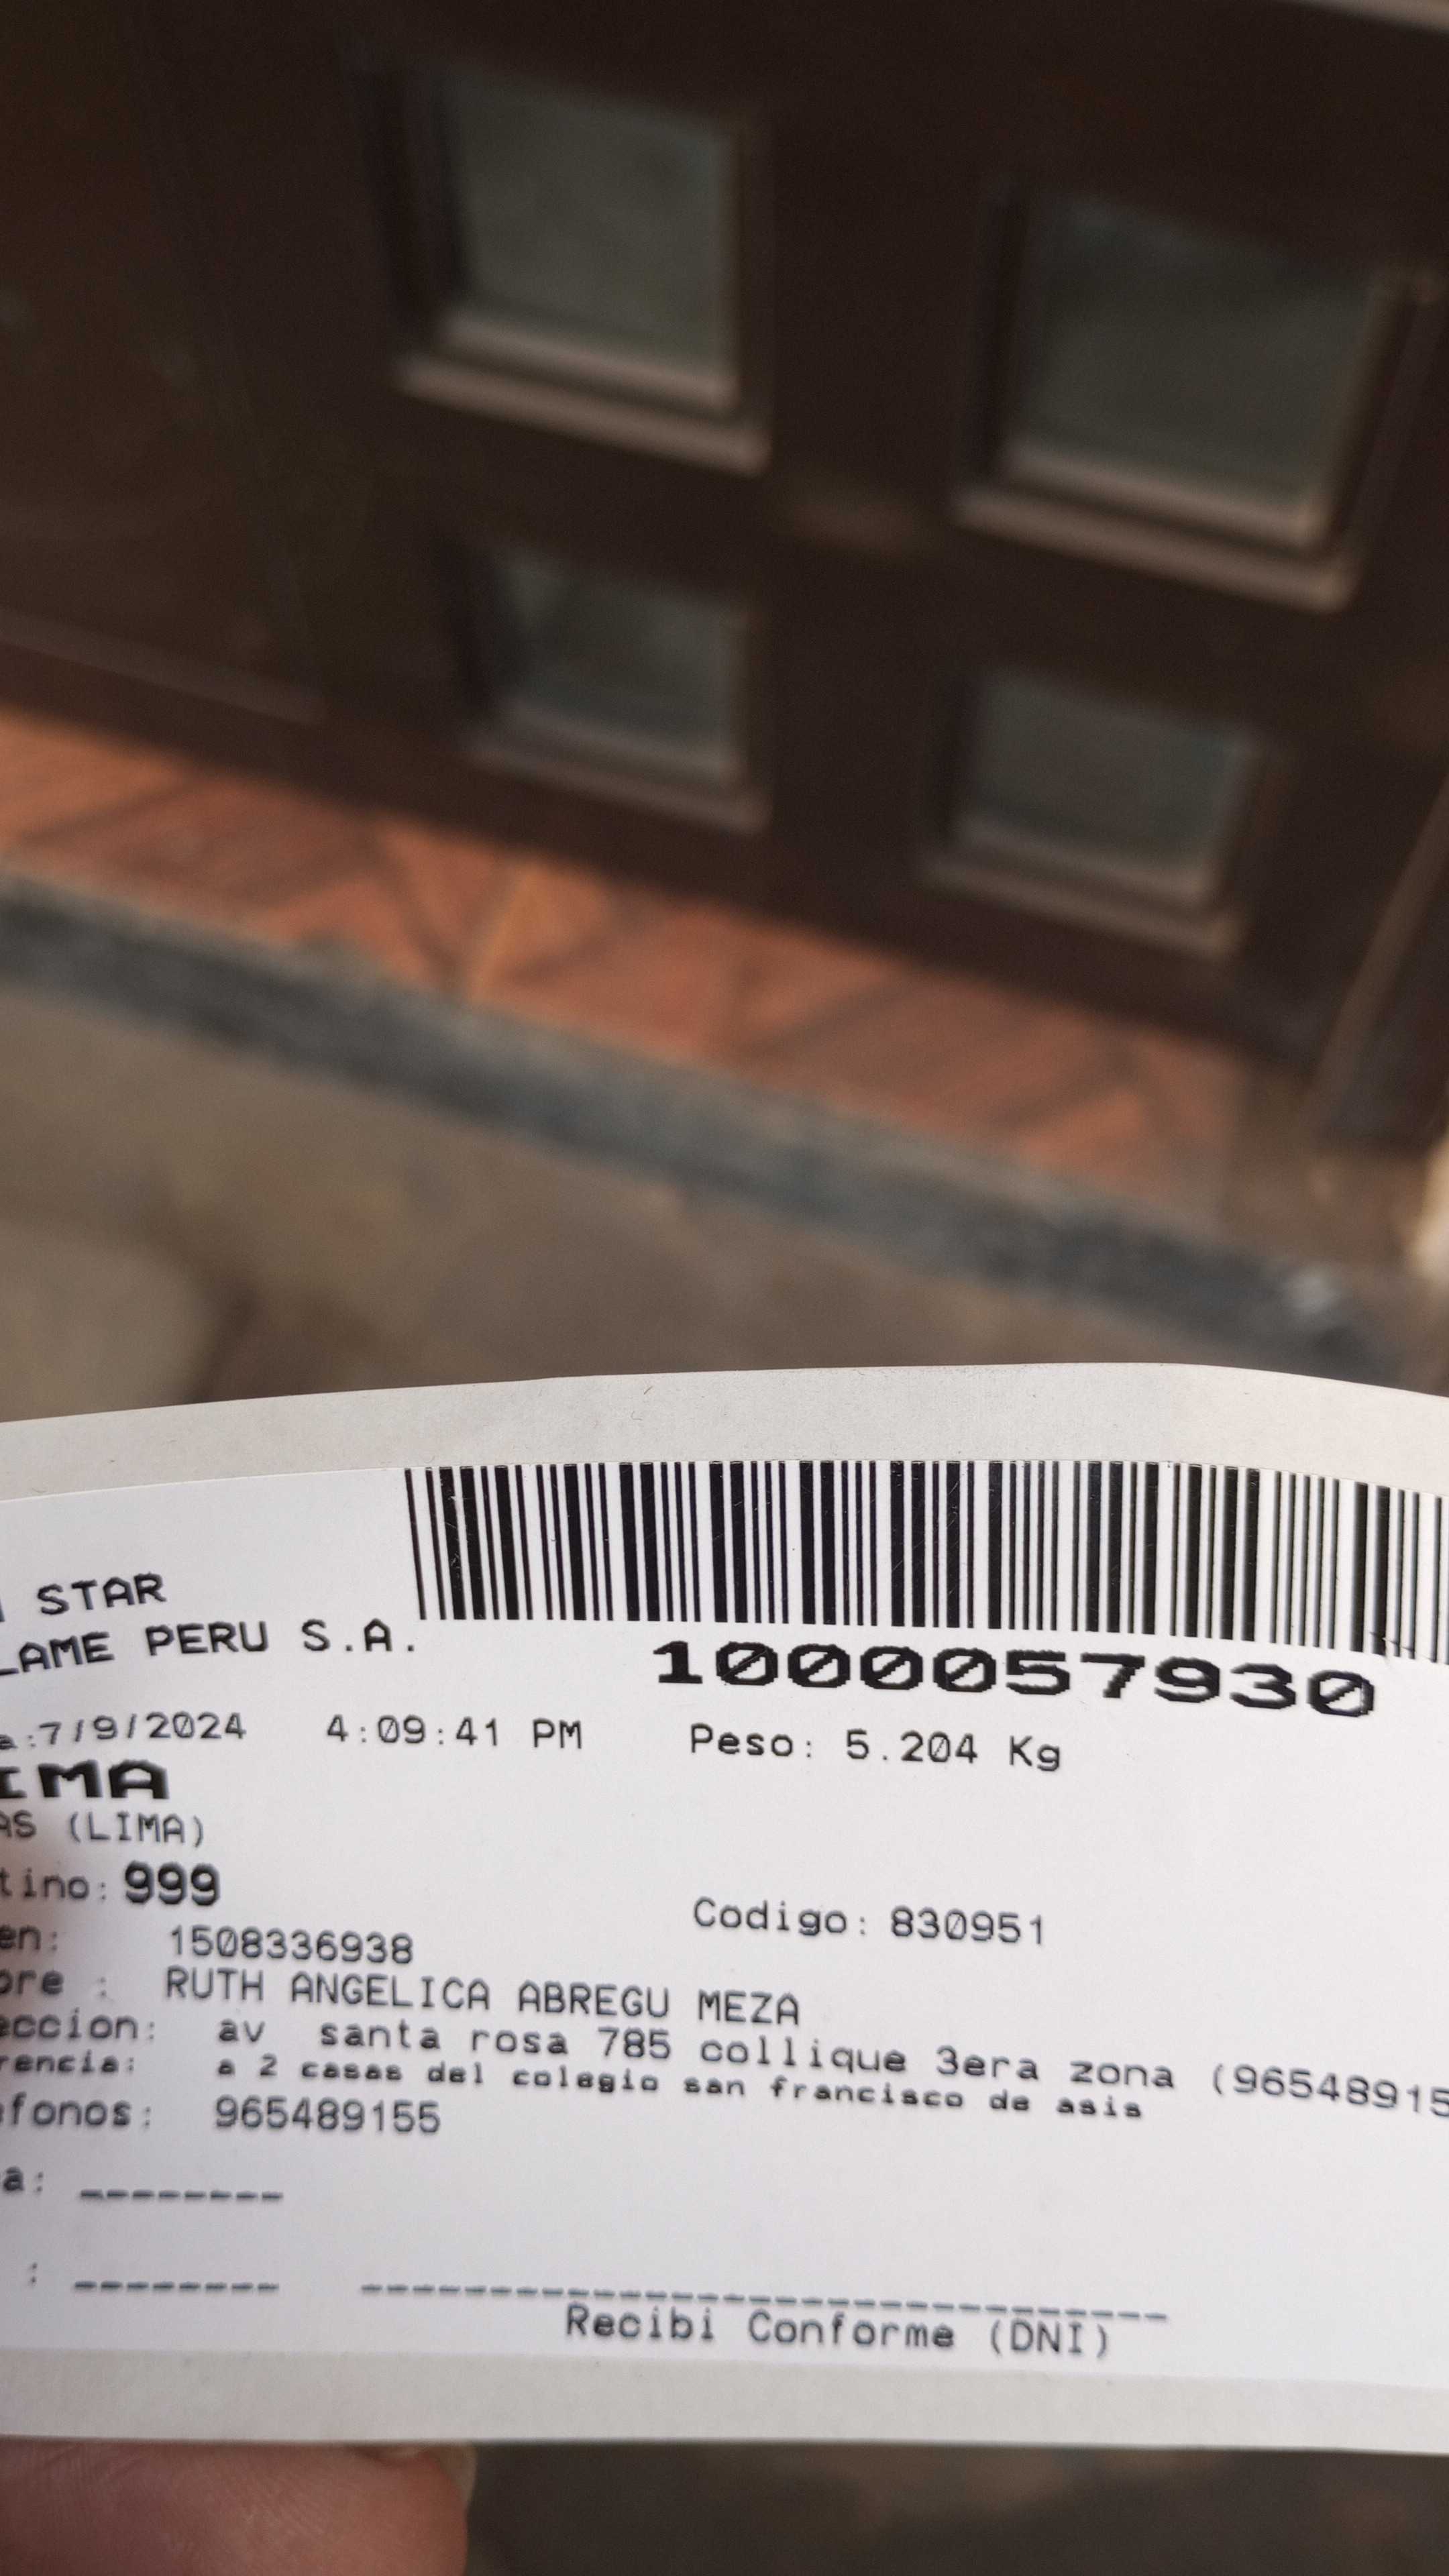 STAR
LAME PERU S.A.
1000057930
a:7/9/2024 4:09:41 PM Peso: 5.204 Kg
IMA
AS (LIMA)
tino: 999
Codigo: 830951
en: 1508336938
bre : RUTH ANGELICA ABREGU MEZA
eccion: av santa rosa 785 collique 3era zona (96548915
rencia: a 2 casas del colegio san francisco de asis
efonos: 965489155
a: --------
: -------- --------------------------------
Recibi Conforme (DNI)